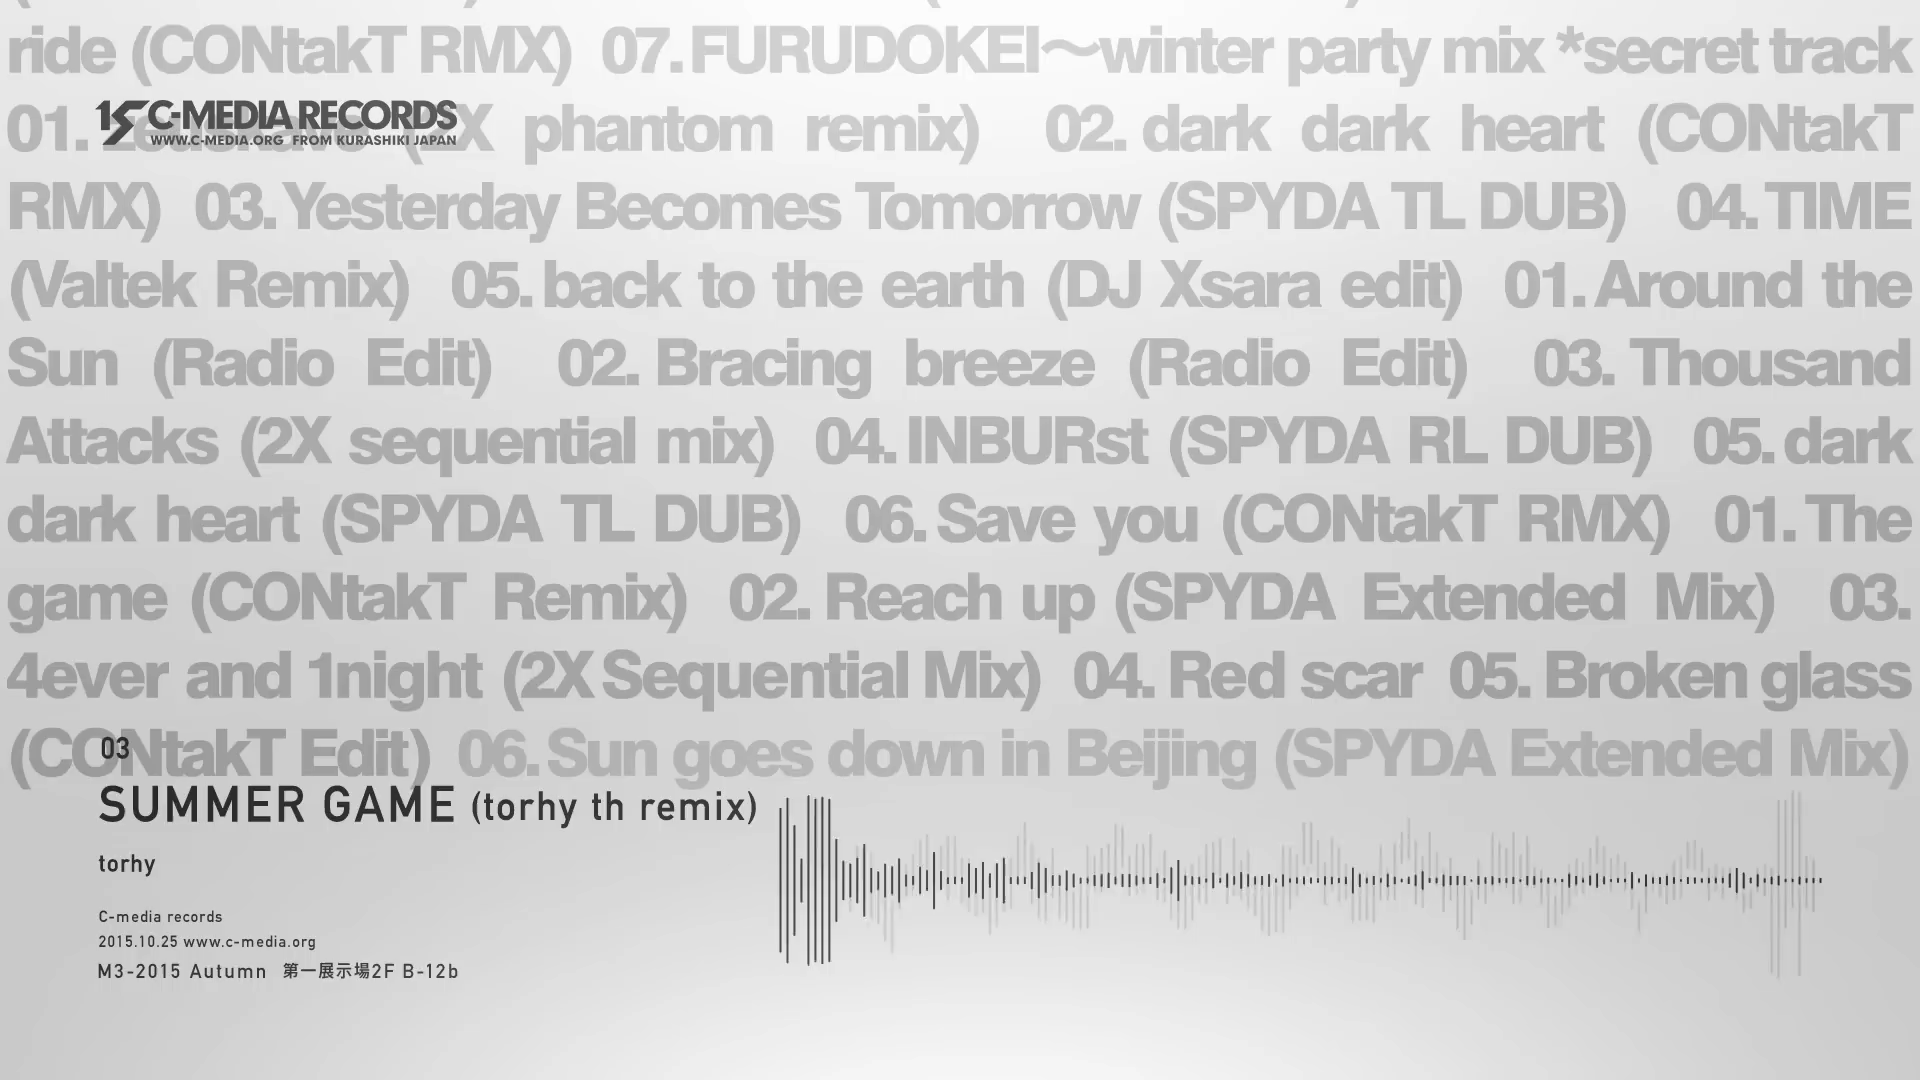 ride (CONtakT RMX) 07. FURUDOKEI〜winter party mix *secret track
15 C-MEDIA RECORDS
WWW.C-MEDIA.ORG FROM KURASHIKI JAPAN
01. (2X phantom remix) 02. dark dark heart (CONtakT
RMX) 03. Yesterday Becomes Tomorrow (SPYDA TL DUB) 04. TIME
(Valtek Remix) 05. back to the earth (DJ Xsara edit) 01. Around the
Sun (Radio Edit) 02. Bracing breeze (Radio Edit) 03. Thousand
Attacks (2X sequential mix) 04. INBURst (SPYDA RL DUB) 05. dark
dark heart (SPYDA TL DUB) 06. Save you (CONtakT RMX) 01. The
game (CONtakT Remix) 02. Reach up (SPYDA Extended Mix) 03.
4ever and 1night (2X Sequential Mix) 04. Red scar 05. Broken glass
(CONtakT Edit) 06. Sun goes down in Beijing (SPYDA Extended Mix)
03
SUMMER GAME (torhy th remix)
torhy
C-media records
2015.10.25 www.c-media.org
M3-2015 Autumn 第一展示場2F B-12b